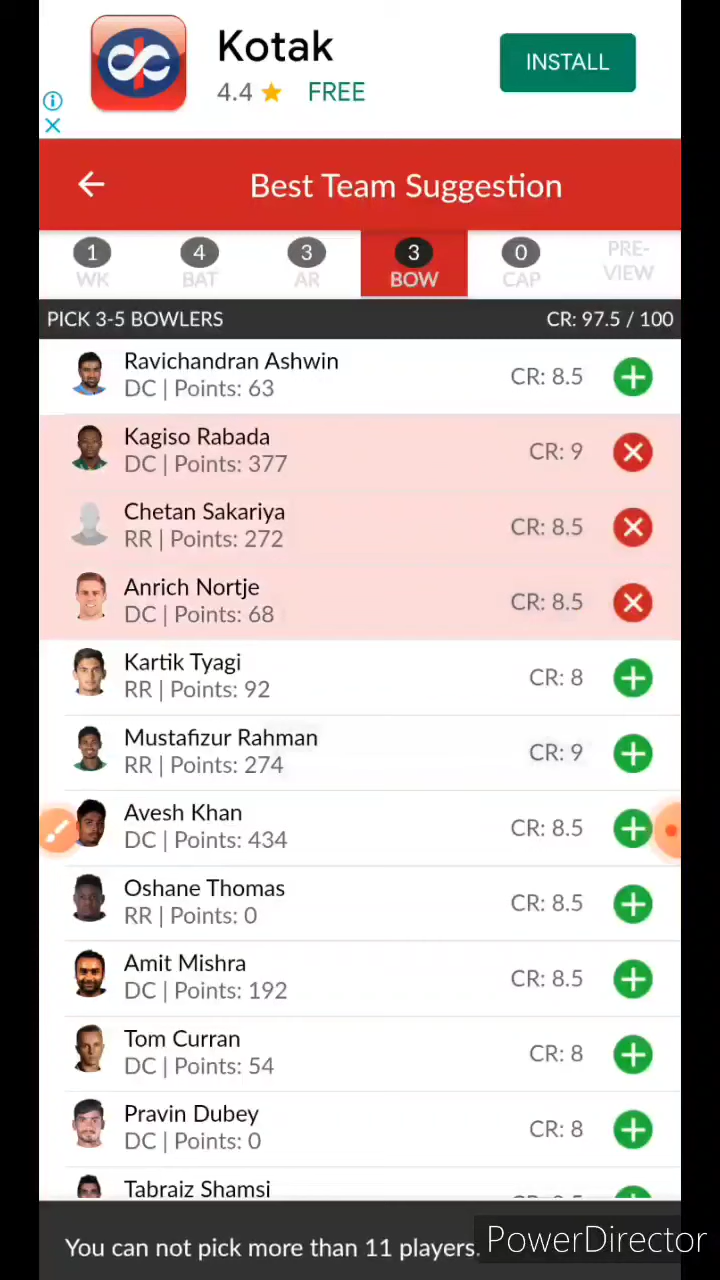 Kotak
4.4 ★ FREE
INSTALL
Best Team Suggestion
1 4 3 3 0
WK BAT AR BOW CAP PRE-
VIEW
PICK 3-5 BOWLERS CR: 97.5 / 100
Ravichandran Ashwin
DC | Points: 63 CR: 8.5
Kagiso Rabada
DC | Points: 377 CR: 9
Chetan Sakariya
RR | Points: 272 CR: 8.5
Anrich Nortje
DC | Points: 68 CR: 8.5
Kartik Tyagi
RR | Points: 92 CR: 8
Mustafizur Rahman
RR | Points: 274 CR: 9
Avesh Khan
DC | Points: 434 CR: 8.5
Oshane Thomas
RR | Points: 0 CR: 8.5
Amit Mishra
DC | Points: 192 CR: 8.5
Tom Curran
DC | Points: 54 CR: 8
Pravin Dubey
DC | Points: 0 CR: 8
Tabraiz Shamsi
You can not pick more than 11 players.
PowerDirector